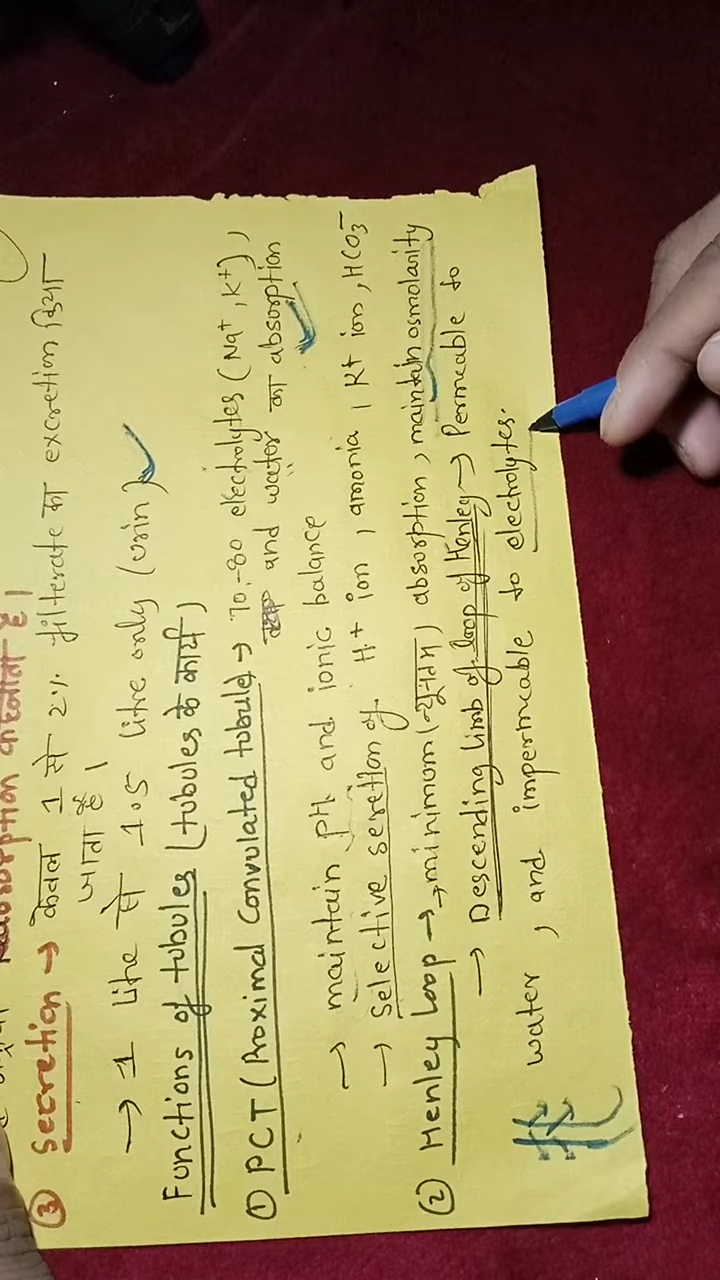 Reabsorption कहलाता है।
③ Secretion → केवल 1 से 2% filterate का excretion किया
जाता है।
→ 1 litre से 1.5 litre only (urin)
Functions of tubules (tubules के कार्य)
① PCT (Proximal Convulated tubule) → 70-80 electrolytes (Na+, K+),
and water का absorption
→ maintain pH and ionic balance
→ Selective seretion of H+ ion, amonia, K+ ion, HCO3-
② Henley Loop → → minimum (न्यूनतम) absorption, maintain osmolarity
→ Descending limb of loop of Henley → Permeable to
water, and impermeable to electrolytes.